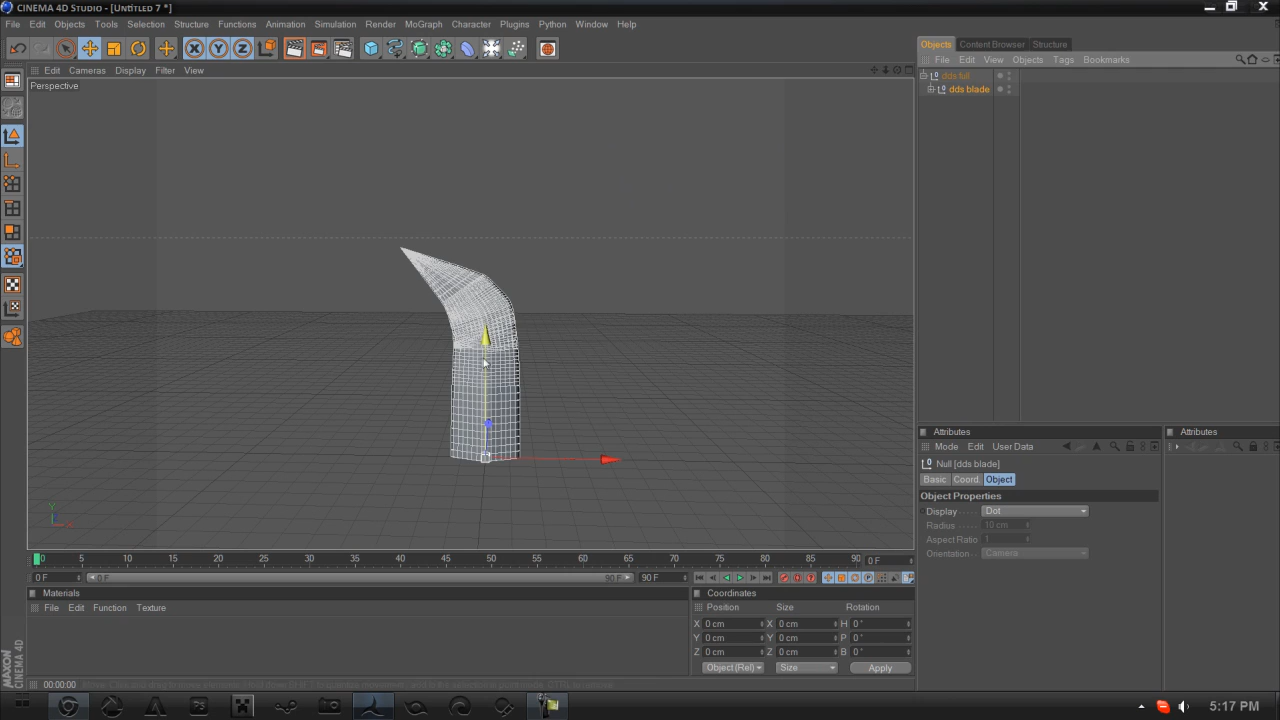 CINEMA 4D Studio - [Untitled 7 *]
File Edit Objects Tools Selection Structure Functions Animation Simulation Render MoGraph Character Plugins Python Window Help
Objects Content Browser Structure
File Edit View Objects Tags Bookmarks
Edit Cameras Display Filter View
Perspective
dds full
dds blade
X Y Z
Y
X
Attributes
Mode Edit User Data
Null [dds blade]
Basic Coord. Object
Object Properties
Display Dot
Radius 10 cm
Aspect Ratio 1
Orientation Camera
Attributes
0 5 10 15 20 25 30 35 40 45 50 55 60 65 70 75 80 85 90 0 F
0 F 0 F 90 F 90 F
Materials
File Edit Function Texture
Coordinates
Position Size Rotation
X 0 cm X 0 cm H 0 °
Y 0 cm Y 0 cm P 0 °
Z 0 cm Z 0 cm B 0 °
Object (Rel) Size Apply
MAXON
CINEMA 4D
00:00:00
Ps
5:17 PM